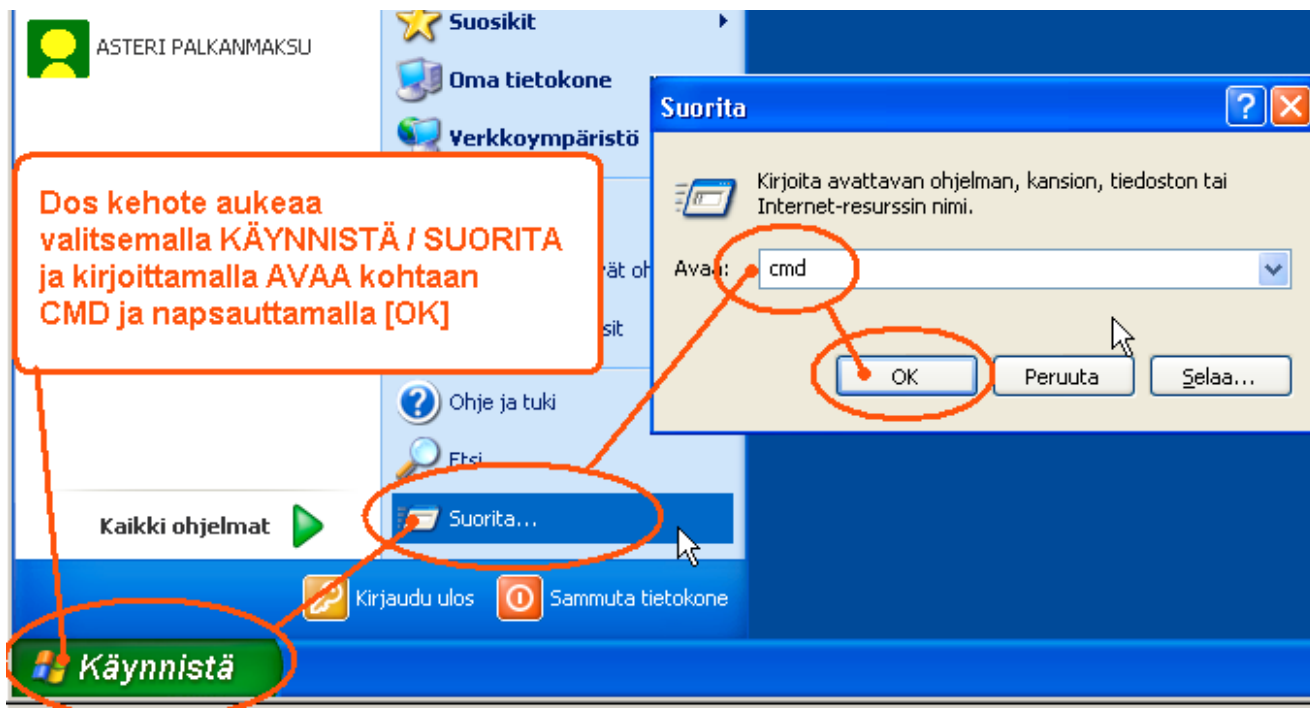 ASTERI PALKANMAKSU
Suosikit
Oma tietokone
Verkkoympäristö
Dos kehote aukeaa
valitsemalla KÄYNNISTÄ / SUORITA
ja kirjoittamalla AVAA kohtaan
CMD ja napsauttamalla [OK]
Ohje ja tuki
Etsi
Suorita...
Kaikki ohjelmat
Kirjaudu ulos
Sammuta tietokone
Käynnistä
Suorita
Kirjoita avattavan ohjelman, kansion, tiedoston tai
Internet-resurssin nimi.
Avaa: cmd
OK
Peruuta
Selaa...